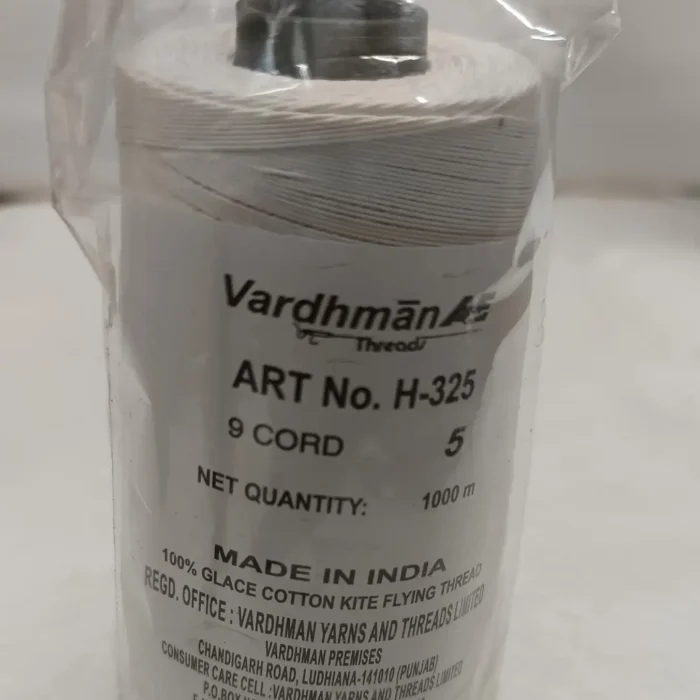 Vardhmān A&E
Threads
ART No. H-325
9 CORD 5
NET QUANTITY: 1000 m
MADE IN INDIA
100% GLACE COTTON KITE FLYING THREAD
REGD. OFFICE : VARDHMAN YARNS AND THREADS LIMITED
VARDHMAN PREMISES
CHANDIGARH ROAD, LUDHIANA-141010 (PUNJAB)
CONSUMER CARE CELL :VARDHMAN YARNS AND THREADS LIMITED
P.O.BOX